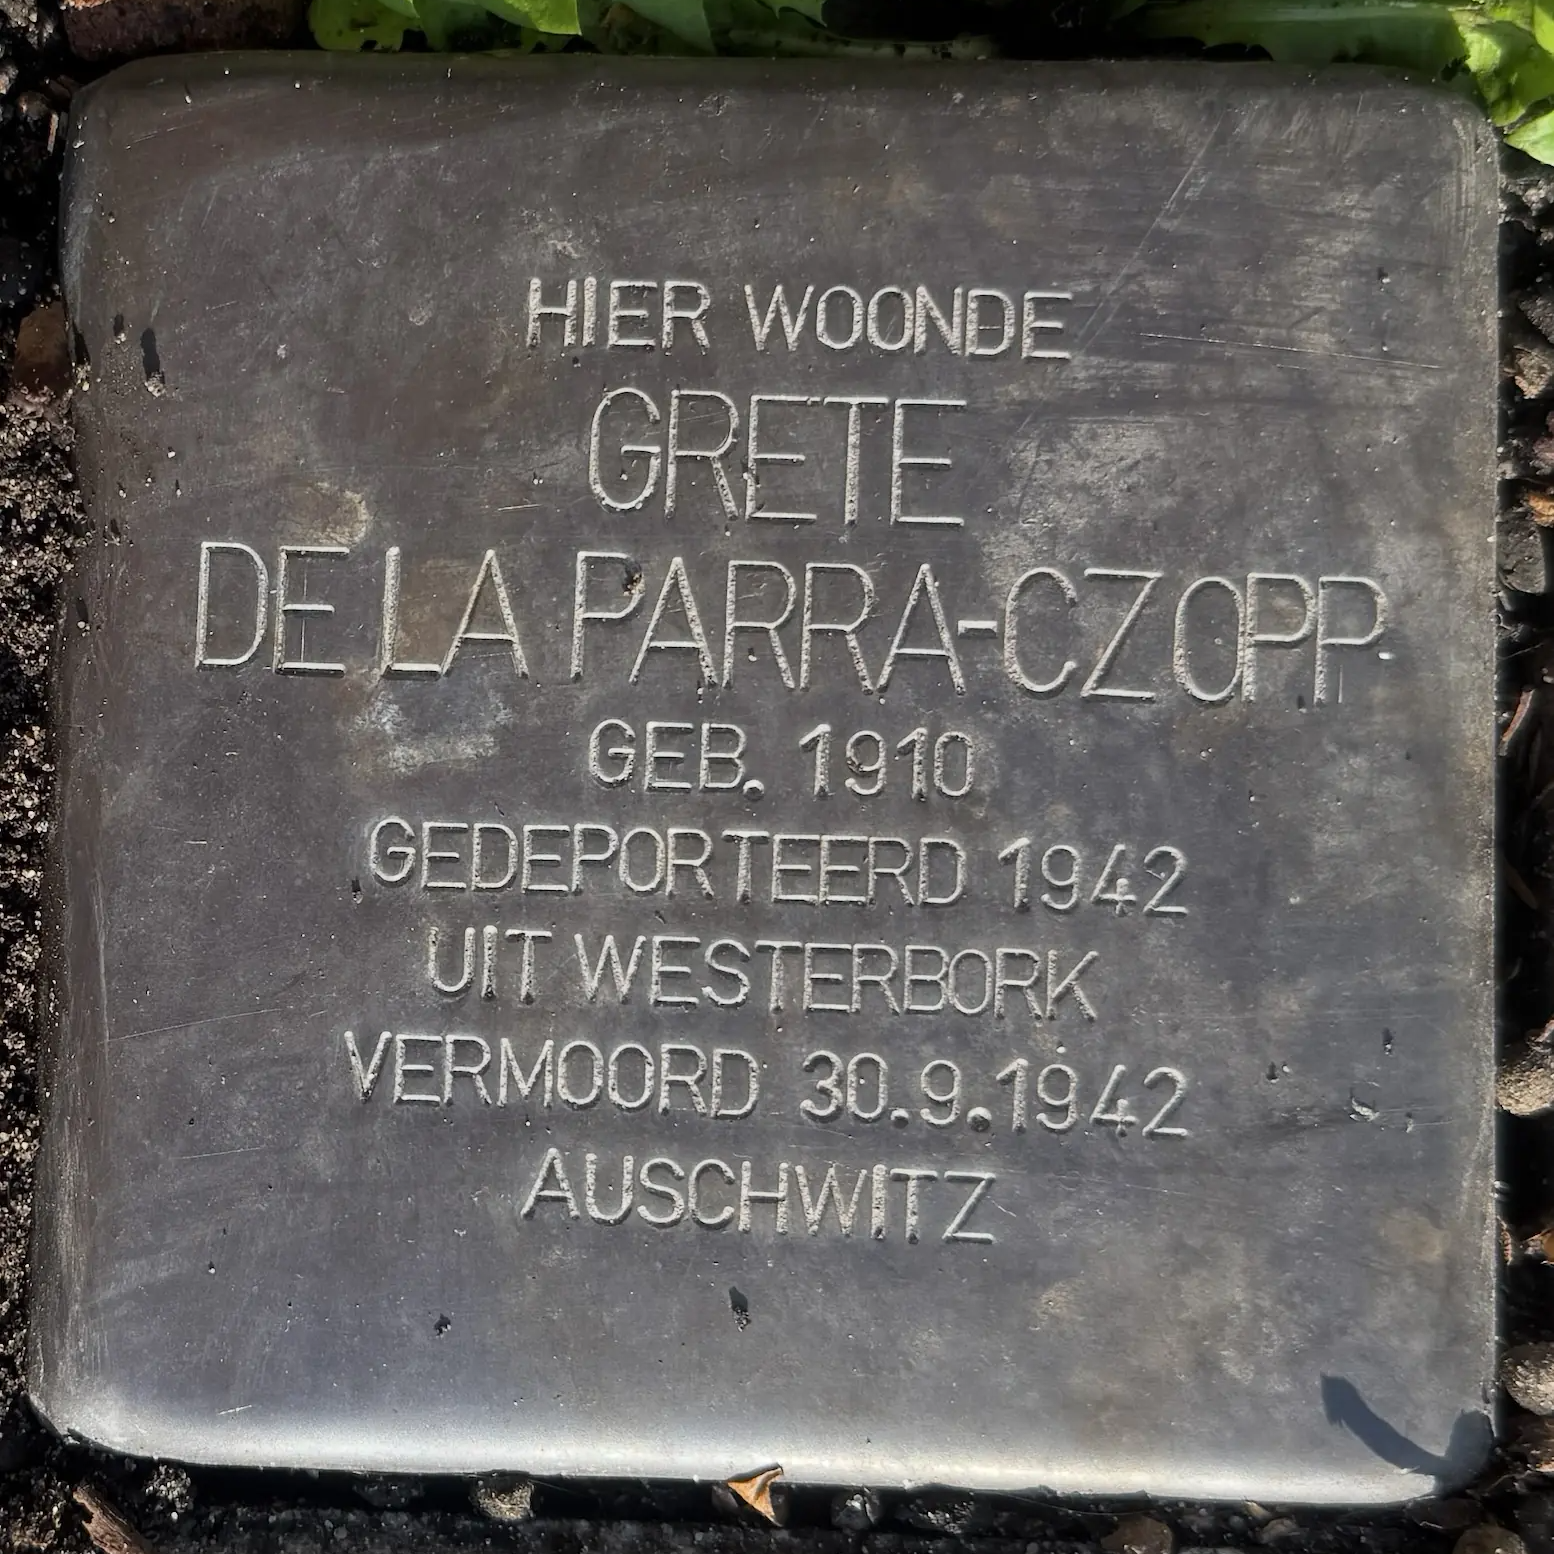 HIER WOONDE
GRETE
DE LA PARRA-CZOPP.
GEB. 1910
GEDEPORTEERD 1942
UIT WESTERBORK
VERMOORD 30.9.1942
AUSCHWITZ